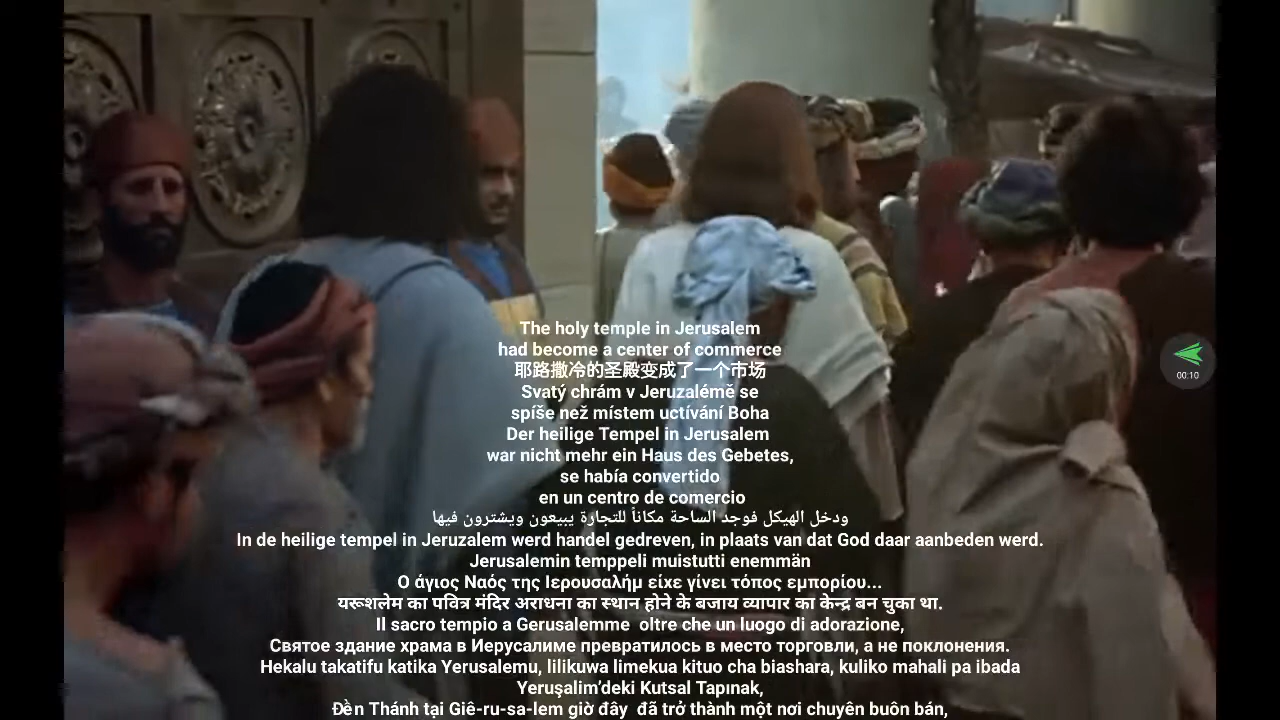 The holy temple in Jerusalem
had become a center of commerce
耶路撒冷的圣殿变成了一个市场
Svatý chrám v Jeruzalémě se
spíše než místem uctívání Boha
Der heilige Tempel in Jerusalem
war nicht mehr ein Haus des Gebetes,
se había convertido
en un centro de comercio
ودخل الهيكل فوجد الساحة مكاناً للتجارة يبيعون ويشترون فيها
In de heilige tempel in Jeruzalem werd handel gedreven, in plaats van dat God daar aanbeden werd.
Jerusalemin temppeli muistutti enemmän
Ο άγιος Ναός της Ιερουσαλήμ είχε γίνει τόπος εμπορίου...
यरूशलेम का पवित्र मंदिर अराधना का स्थान होने के बजाय व्यापार का केन्द्र बन चुका था.
Il sacro tempio a Gerusalemme  oltre che un luogo di adorazione,
Святое здание храма в Иерусалиме превратилось в место торговли, а не поклонения.
Hekalu takatifu katika Yerusalemu, lilikuwa limekua kituo cha biashara, kuliko mahali pa ibada
Yeruşalim’deki Kutsal Tapınak,
Đền Thánh tại Giê-ru-sa-lem giờ đây  đã trở thành một nơi chuyên buôn bán,
00:10